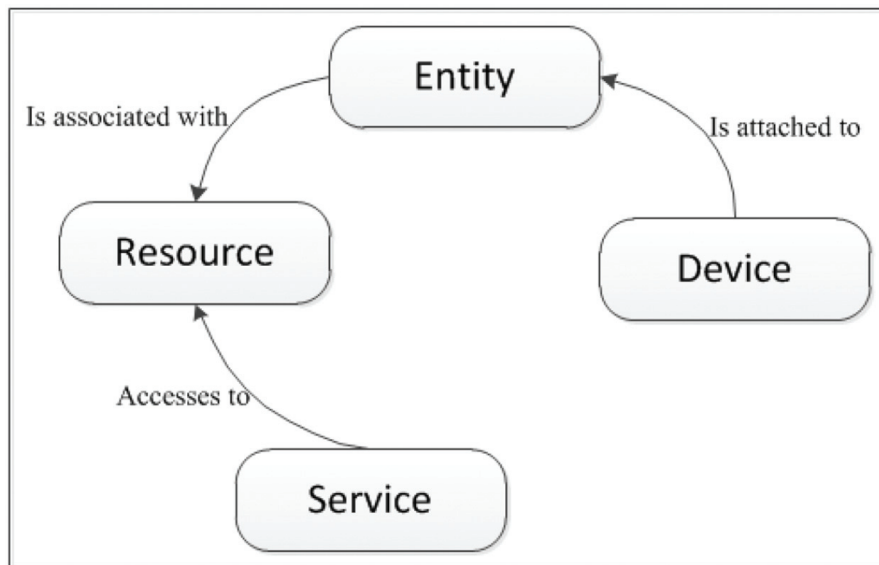 Entity
Is associated with
Is attached to
Resource
Device
Accesses to
Service